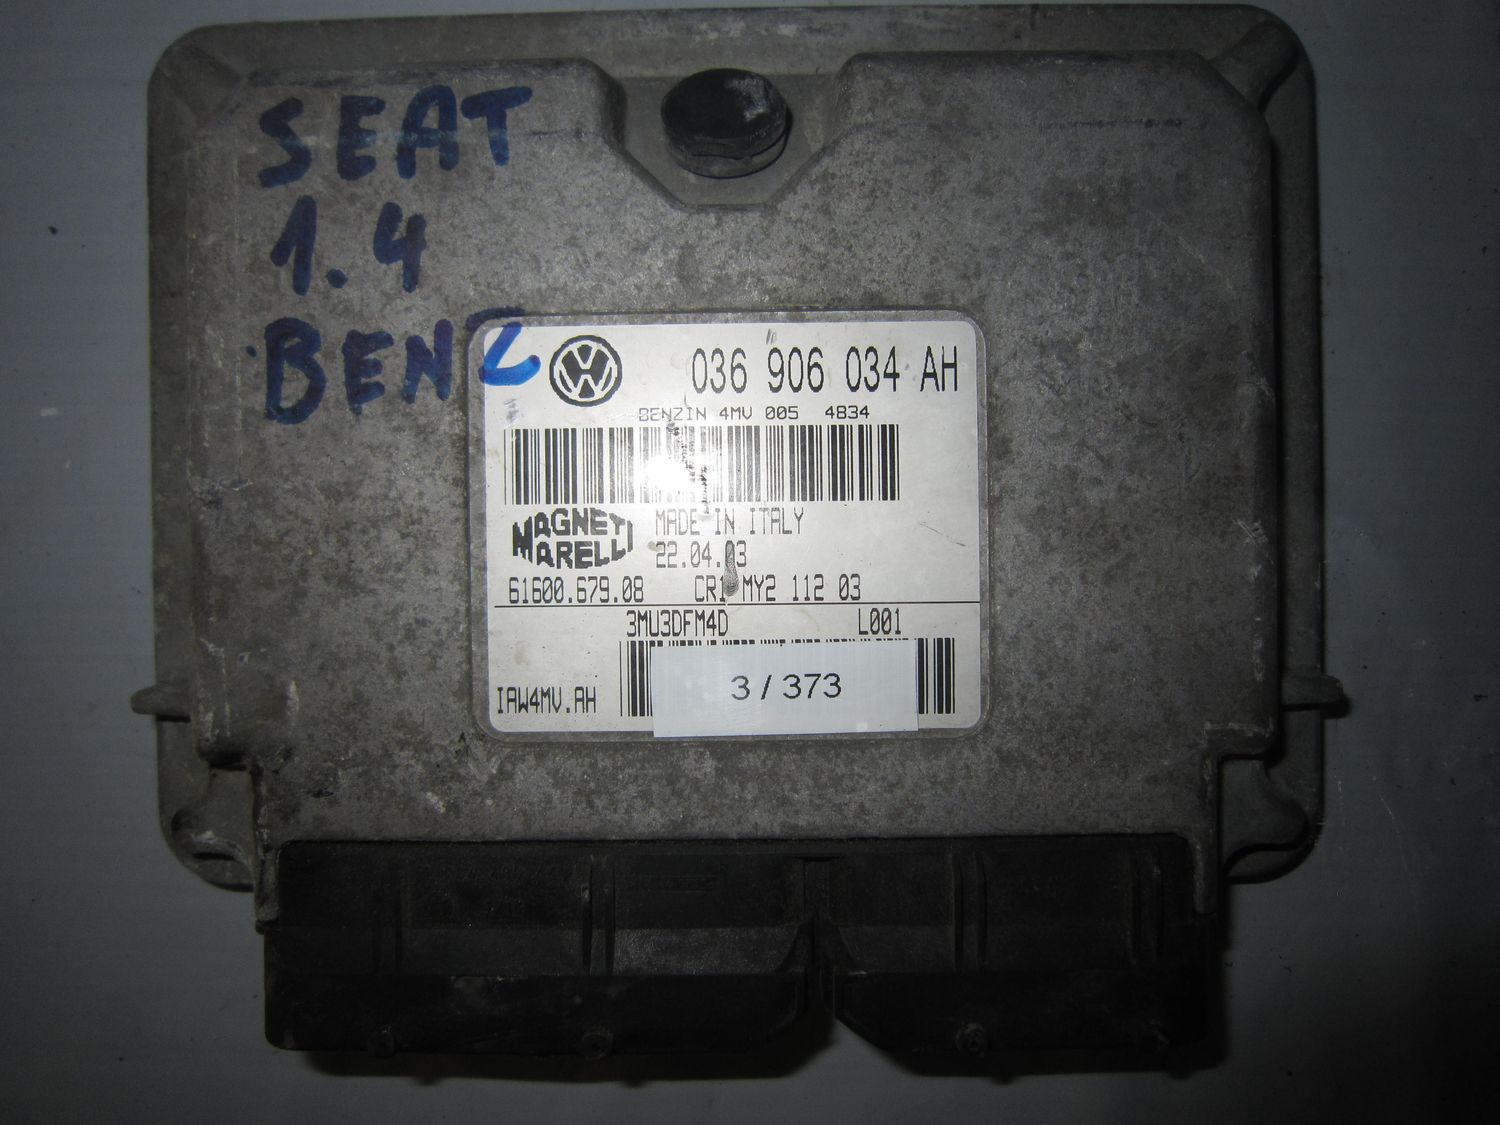 SEAT
1.4
BENZ
036 906 034 AH
BENZIN 4MV 005 4834
MAGNETI MARELLI
MADE IN ITALY
22.04.03
61600.679.08 CR1 MY2 112 03
3MU3DFM4D L001
IAW4MV.AH
3 / 373